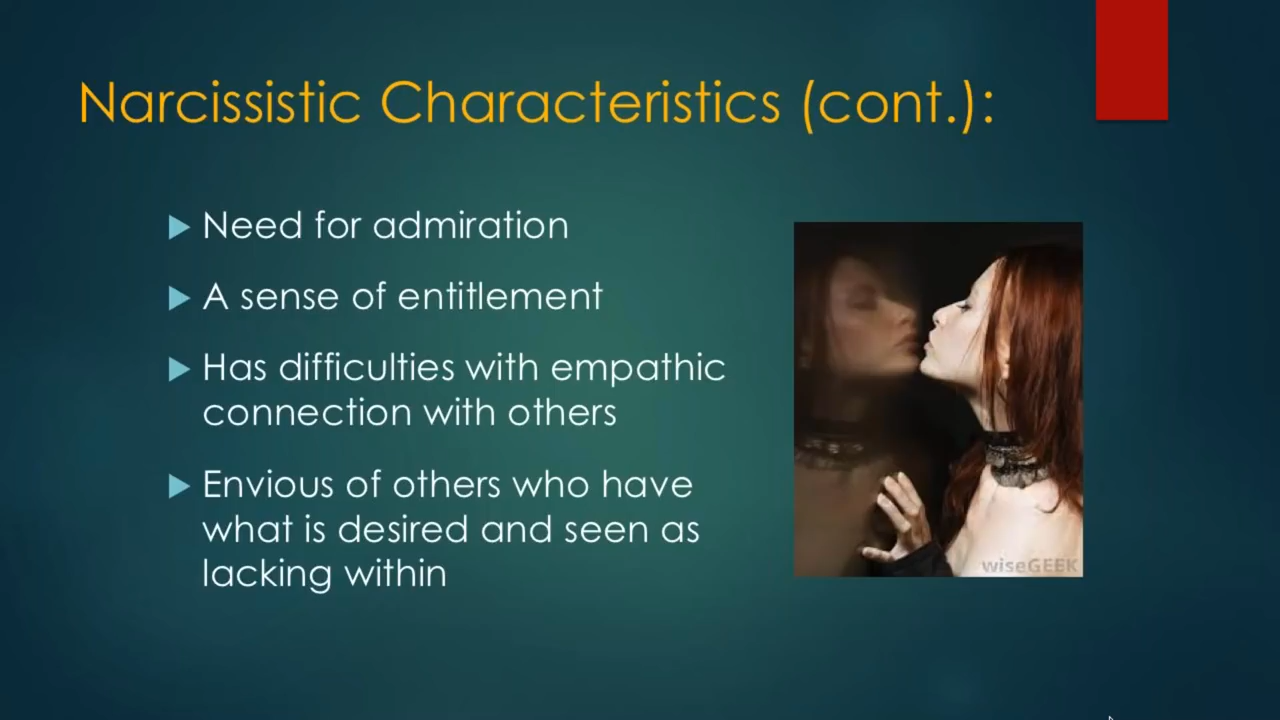 Narcissistic Characteristics (cont.):
Need for admiration
A sense of entitlement
Has difficulties with empathic
connection with others
Envious of others who have
what is desired and seen as
lacking within
wiseGEEK